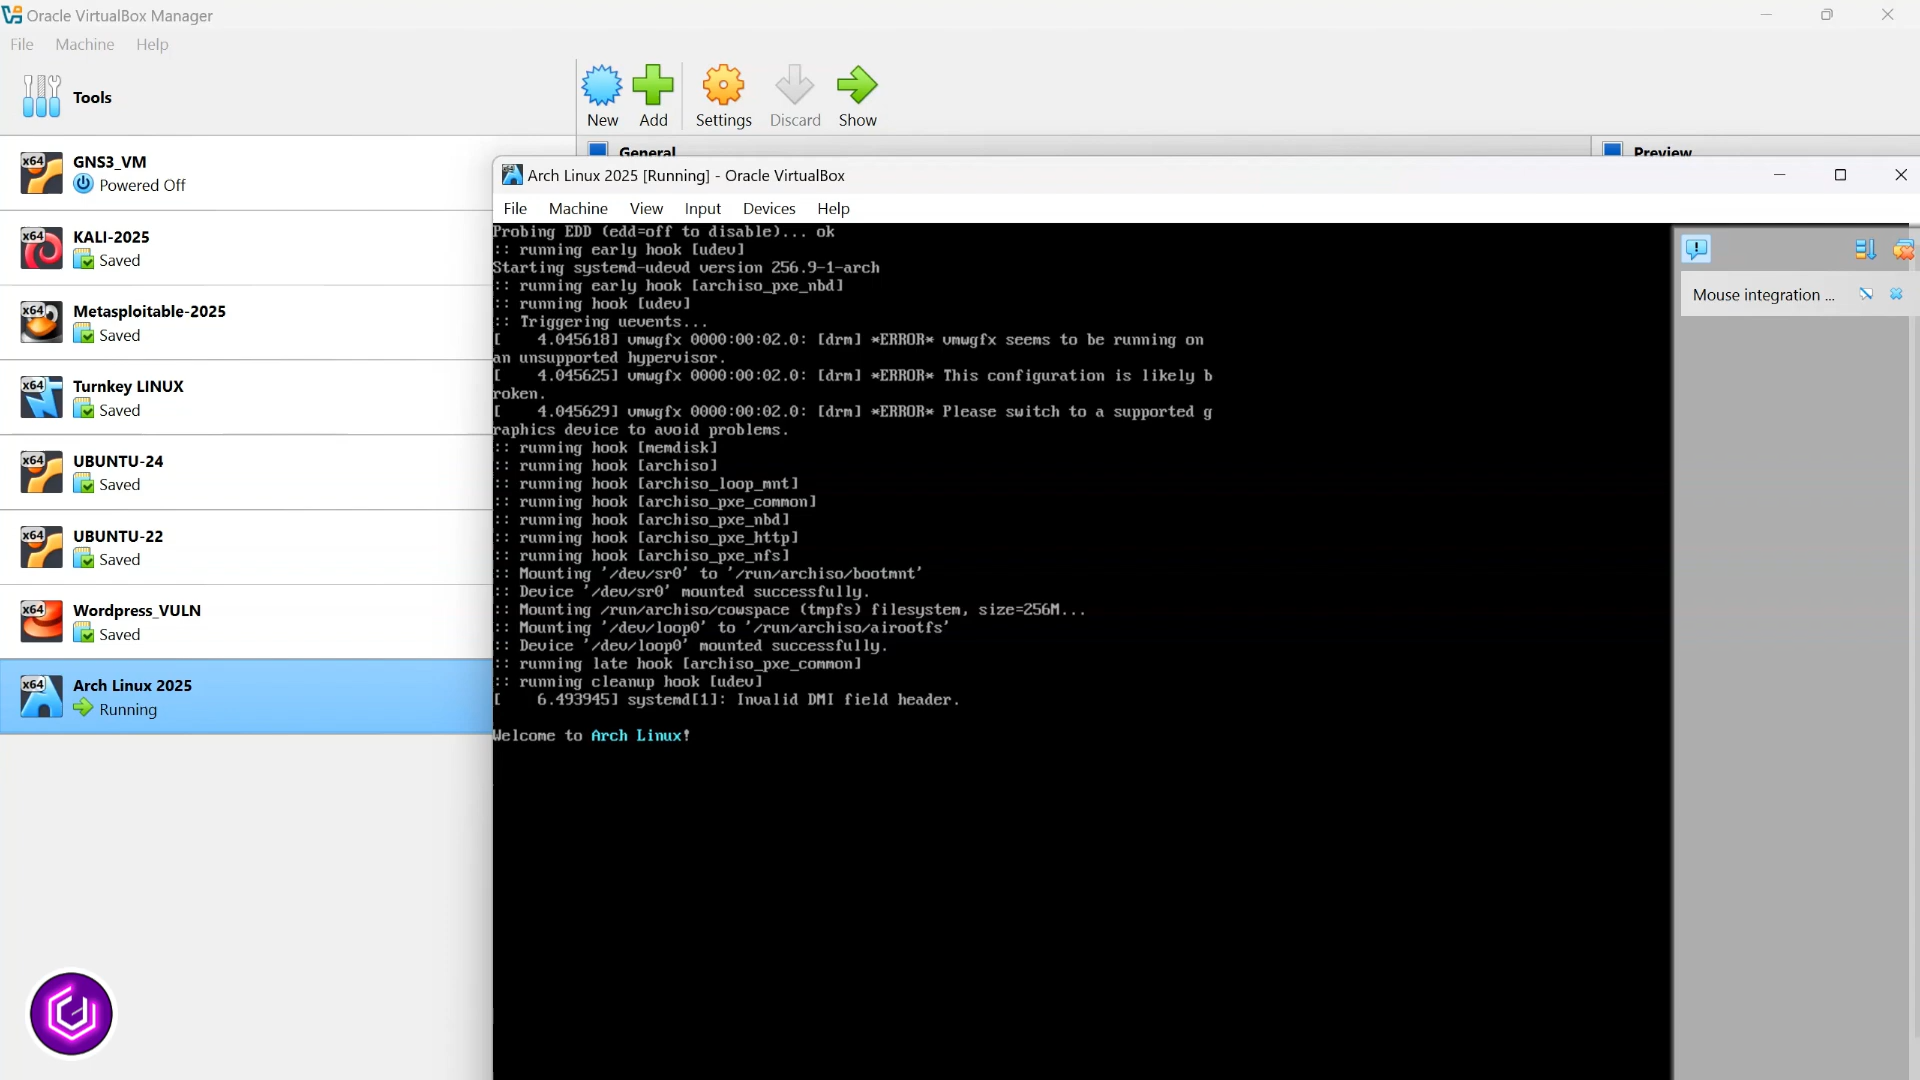 Oracle VirtualBox Manager
File Machine Help
Tools
New Add Settings Discard Show
x64 GNS3_VM
Powered Off
x64 KALI-2025
Saved
x64 Metasploitable-2025
Saved
x64 Turnkey LINUX
Saved
x64 UBUNTU-24
Saved
x64 UBUNTU-22
Saved
x64 Wordpress_VULN
Saved
x64 Arch Linux 2025
Running
General
Preview
Arch Linux 2025 [Running] - Oracle VirtualBox
File Machine View Input Devices Help
Probing EDD (edd=off to disable)... ok
:: running early hook [udev]
Starting systemd-udevd version 256.9-1-arch
:: running early hook [archiso_pxe_nbd]
:: running hook [udev]
:: Triggering uevents...
[    4.045618] vmwgfx 0000:00:02.0: [drm] *ERROR* vmwgfx seems to be running on
an unsupported hypervisor.
[    4.045625] vmwgfx 0000:00:02.0: [drm] *ERROR* This configuration is likely b
roken.
[    4.045629] vmwgfx 0000:00:02.0: [drm] *ERROR* Please switch to a supported g
raphics device to avoid problems.
:: running hook [memdisk]
:: running hook [archiso]
:: running hook [archiso_loop_mnt]
:: running hook [archiso_pxe_common]
:: running hook [archiso_pxe_nbd]
:: running hook [archiso_pxe_http]
:: running hook [archiso_pxe_nfs]
:: Mounting '/dev/sr0' to '/run/archiso/bootmnt'
:: Device '/dev/sr0' mounted successfully.
:: Mounting /run/archiso/cowspace (tmpfs) filesystem, size=256M...
:: Mounting '/dev/loop0' to '/run/archiso/airootfs'
:: Device '/dev/loop0' mounted successfully.
:: running late hook [archiso_pxe_common]
:: running cleanup hook [udev]
[    6.493945] systemd[1]: Invalid DMI field header.
Welcome to Arch Linux!
Mouse integration ...